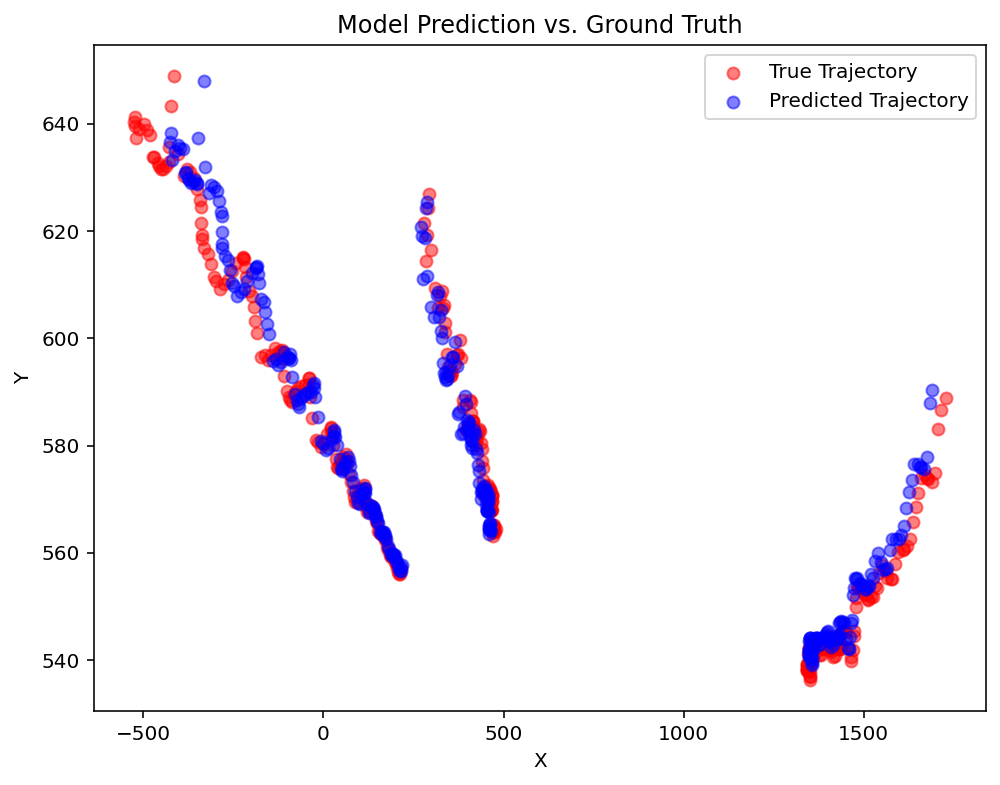 Model Prediction vs. Ground Truth
True Trajectory
Predicted Trajectory
Y
640
620
600
580
560
540
−500 0 500 1000 1500
X